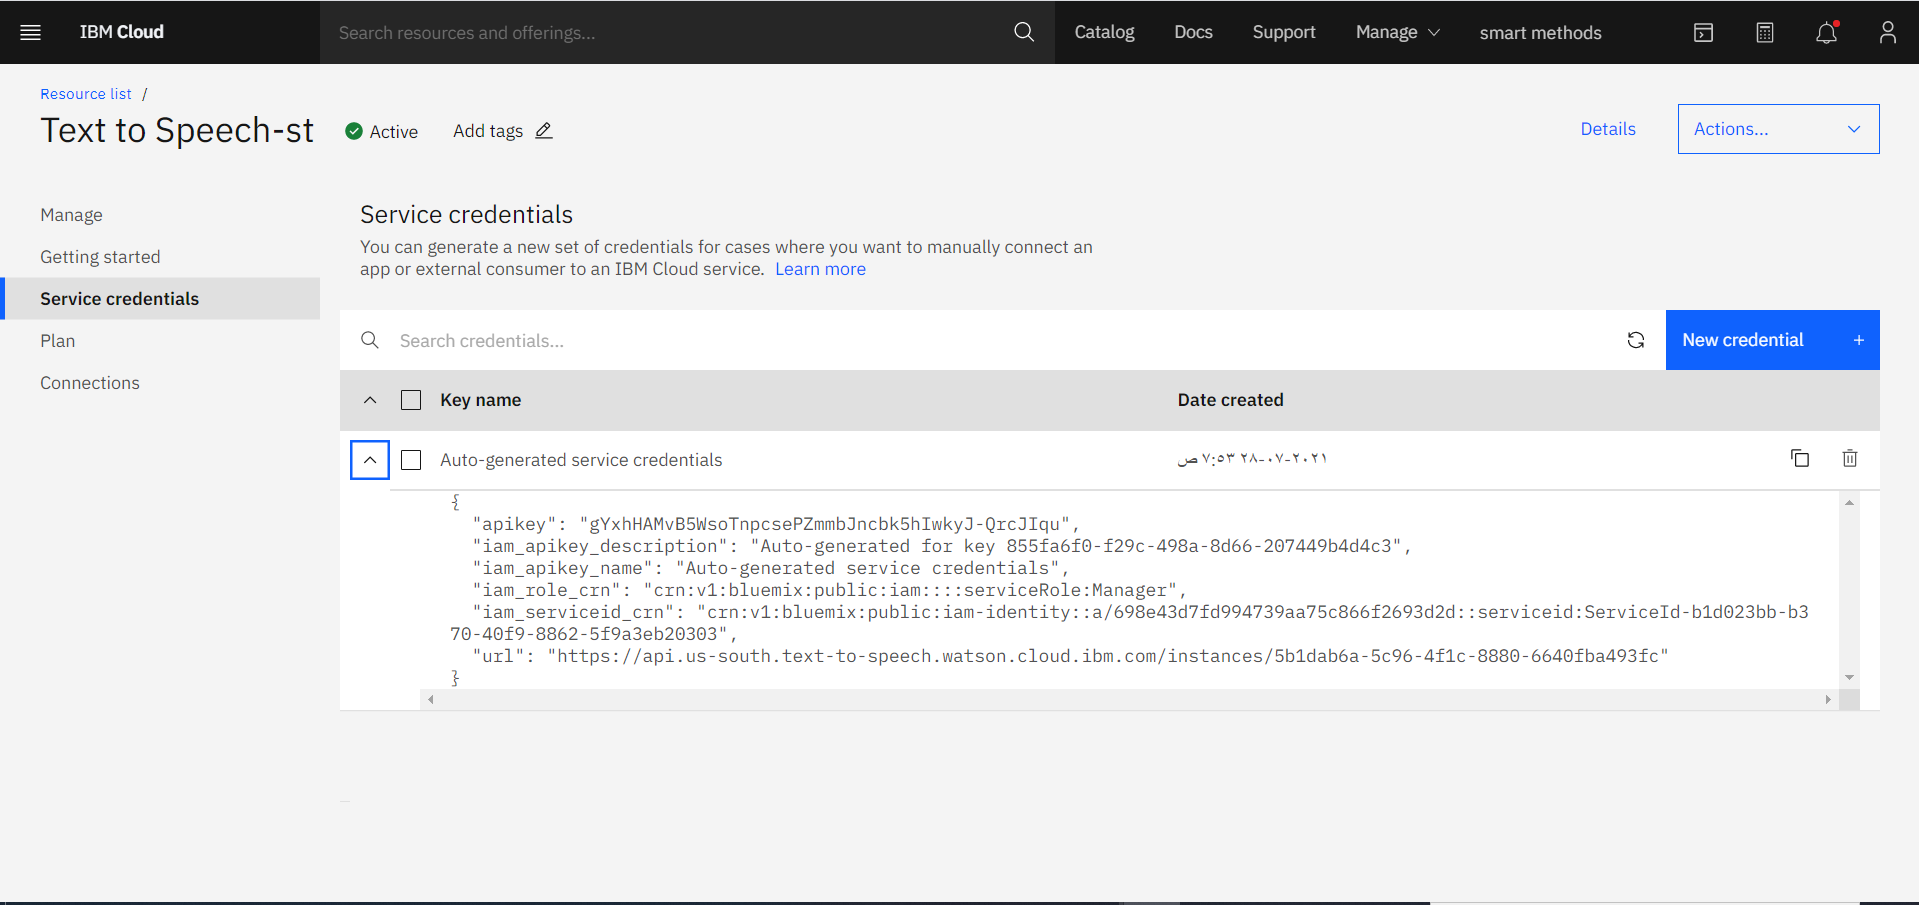 IBM Cloud
Search resources and offerings...
Catalog
Docs
Support
Manage
smart methods
Resource list /
Text to Speech-st
Active
Add tags
Details
Actions...
Manage
Getting started
Service credentials
Plan
Connections
Service credentials
You can generate a new set of credentials for cases where you want to manually connect an
app or external consumer to an IBM Cloud service. Learn more
Search credentials...
New credential +
Key name
Date created
Auto-generated service credentials
٢٠٢١-٠٧-٢٨ ٧:٥٣ ص
{
"apikey": "gYxhHAMvB5WsoTnpcsePZmmbJncbk5hIwkyJ-QrcJIqu",
"iam_apikey_description": "Auto-generated for key 855fa6f0-f29c-498a-8d66-207449b4d4c3",
"iam_apikey_name": "Auto-generated service credentials",
"iam_role_crn": "crn:v1:bluemix:public:iam::::serviceRole:Manager",
"iam_serviceid_crn": "crn:v1:bluemix:public:iam-identity::a/698e43d7fd994739aa75c866f2693d2d::serviceid:ServiceId-b1d023bb-b3
70-40f9-8862-5f9a3eb20303",
"url": "https://api.us-south.text-to-speech.watson.cloud.ibm.com/instances/5b1dab6a-5c96-4f1c-8880-6640fba493fc"
}